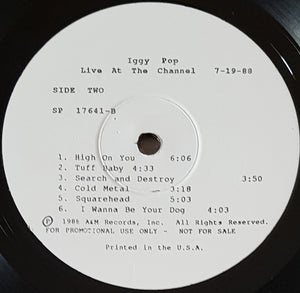 Iggy Pop
Live At The Channel 7-19-88
SIDE TWO
SP 17641-B
1. High On You 6:06
2. Tuff Baby 4:33
3. Search and Destroy 3:50
4. Cold Metal 3:18
5. Squarehead 5:03
6. I Wanna Be Your Dog 4:03
Ⓟ 1986 A&M Records, Inc. All Rights Reserved.
FOR PROMOTIONAL USE ONLY - NOT FOR SALE
Printed in the U.S.A.